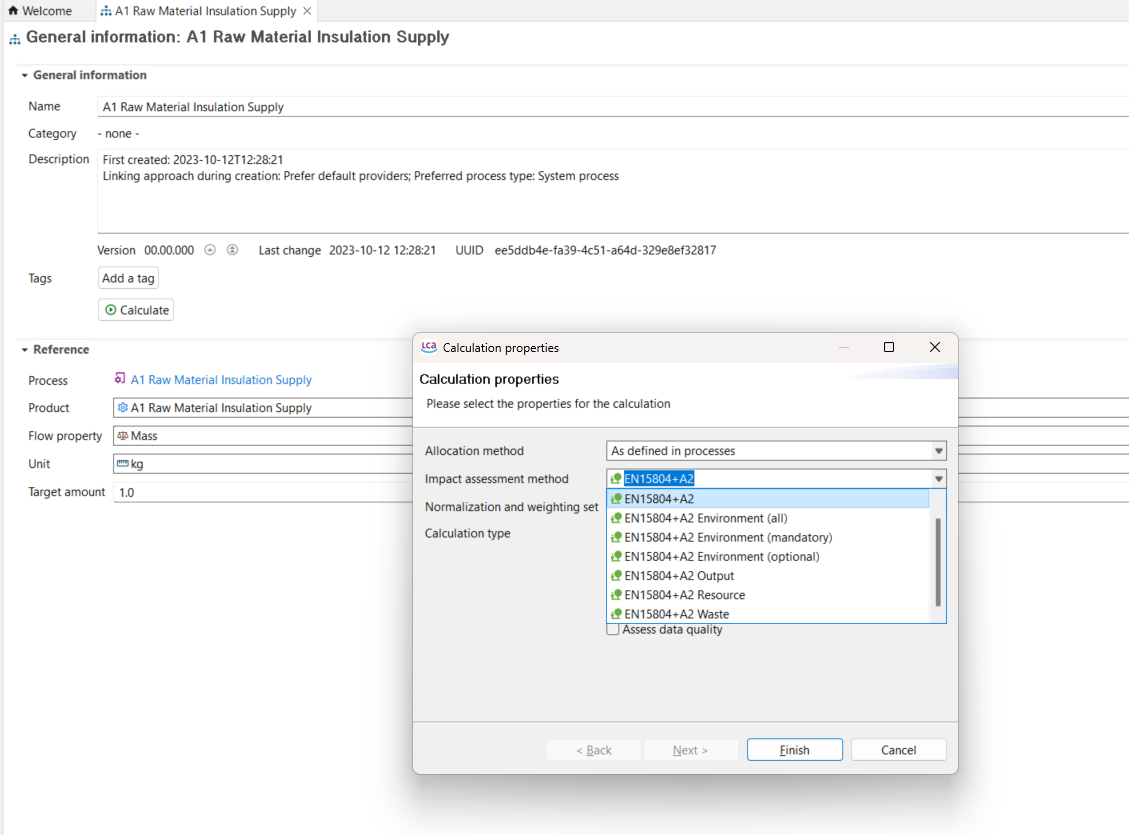 Welcome
A1 Raw Material Insulation Supply
General information: A1 Raw Material Insulation Supply
General information
Name A1 Raw Material Insulation Supply
Category - none -
Description First created: 2023-10-12T12:28:21
Linking approach during creation: Prefer default providers; Preferred process type: System process
Version 00.00.000 Last change 2023-10-12 12:28:21 UUID ee5ddb4e-fa39-4c51-a64d-329e8ef32817
Tags Add a tag
Calculate
Reference
Process A1 Raw Material Insulation Supply
Product A1 Raw Material Insulation Supply
Flow property Mass
Unit kg
Target amount 1.0
LCA Calculation properties
Calculation properties
Please select the properties for the calculation
Allocation method As defined in processes
Impact assessment method EN15804+A2
Normalization and weighting set
Calculation type
EN15804+A2
EN15804+A2 Environment (all)
EN15804+A2 Environment (mandatory)
EN15804+A2 Environment (optional)
EN15804+A2 Output
EN15804+A2 Resource
EN15804+A2 Waste
Assess data quality
< Back Next > Finish Cancel